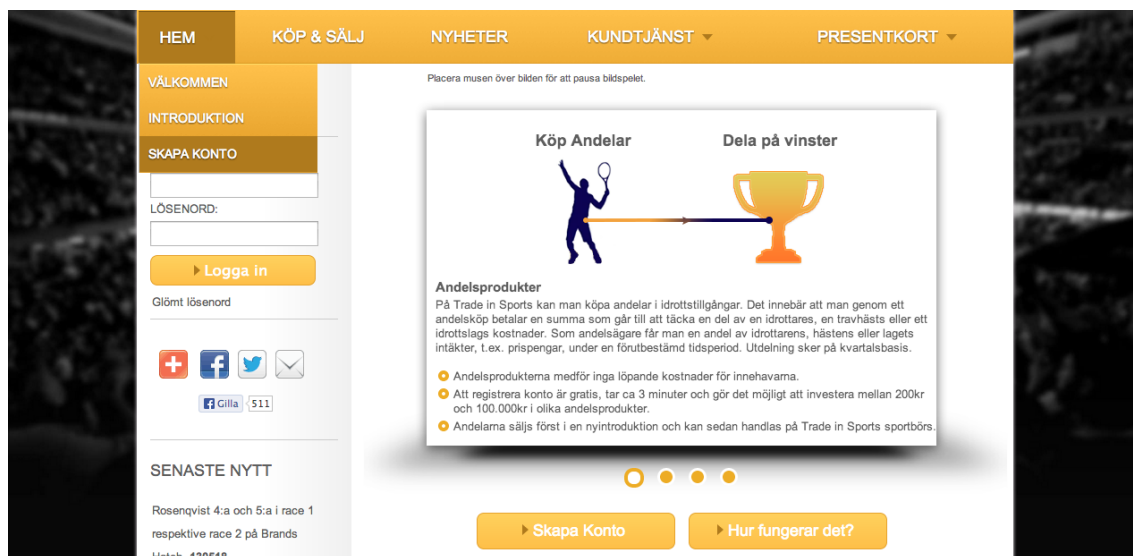 HEM
KÖP & SÄLJ
NYHETER
KUNDTJÄNST
PRESENTKORT
VÄLKOMMEN
INTRODUKTION
SKAPA KONTO
LÖSENORD:
Logga in
Glömt lösenord
Gilla 511
SENASTE NYTT
Rosenqvist 4:a och 5:a i race 1
respektive race 2 på Brands
Hatch 130518
Placera musen över bilden för att pausa bildspelet.
Köp Andelar
Dela på vinster
Andelsprodukter
På Trade in Sports kan man köpa andelar i idrottstillgångar. Det innebär att man genom ett
andelsköp betalar en summa som går till att täcka en del av en idrottares, en travhästs eller ett
idrottslags kostnader. Som andelsägare får man en andel av idrottarens, hästens eller lagets
intäkter, t.ex. prispengar, under en förutbestämd tidsperiod. Utdelning sker på kvartalsbasis.
Andelsprodukterna medför inga löpande kostnader för innehavarna.
Att registrera konto är gratis, tar ca 3 minuter och gör det möjligt att investera mellan 200kr
och 100.000kr i olika andelsprodukter.
Andelarna säljs först i en nyintroduktion och kan sedan handlas på Trade in Sports sportbörs.
Skapa Konto
Hur fungerar det?